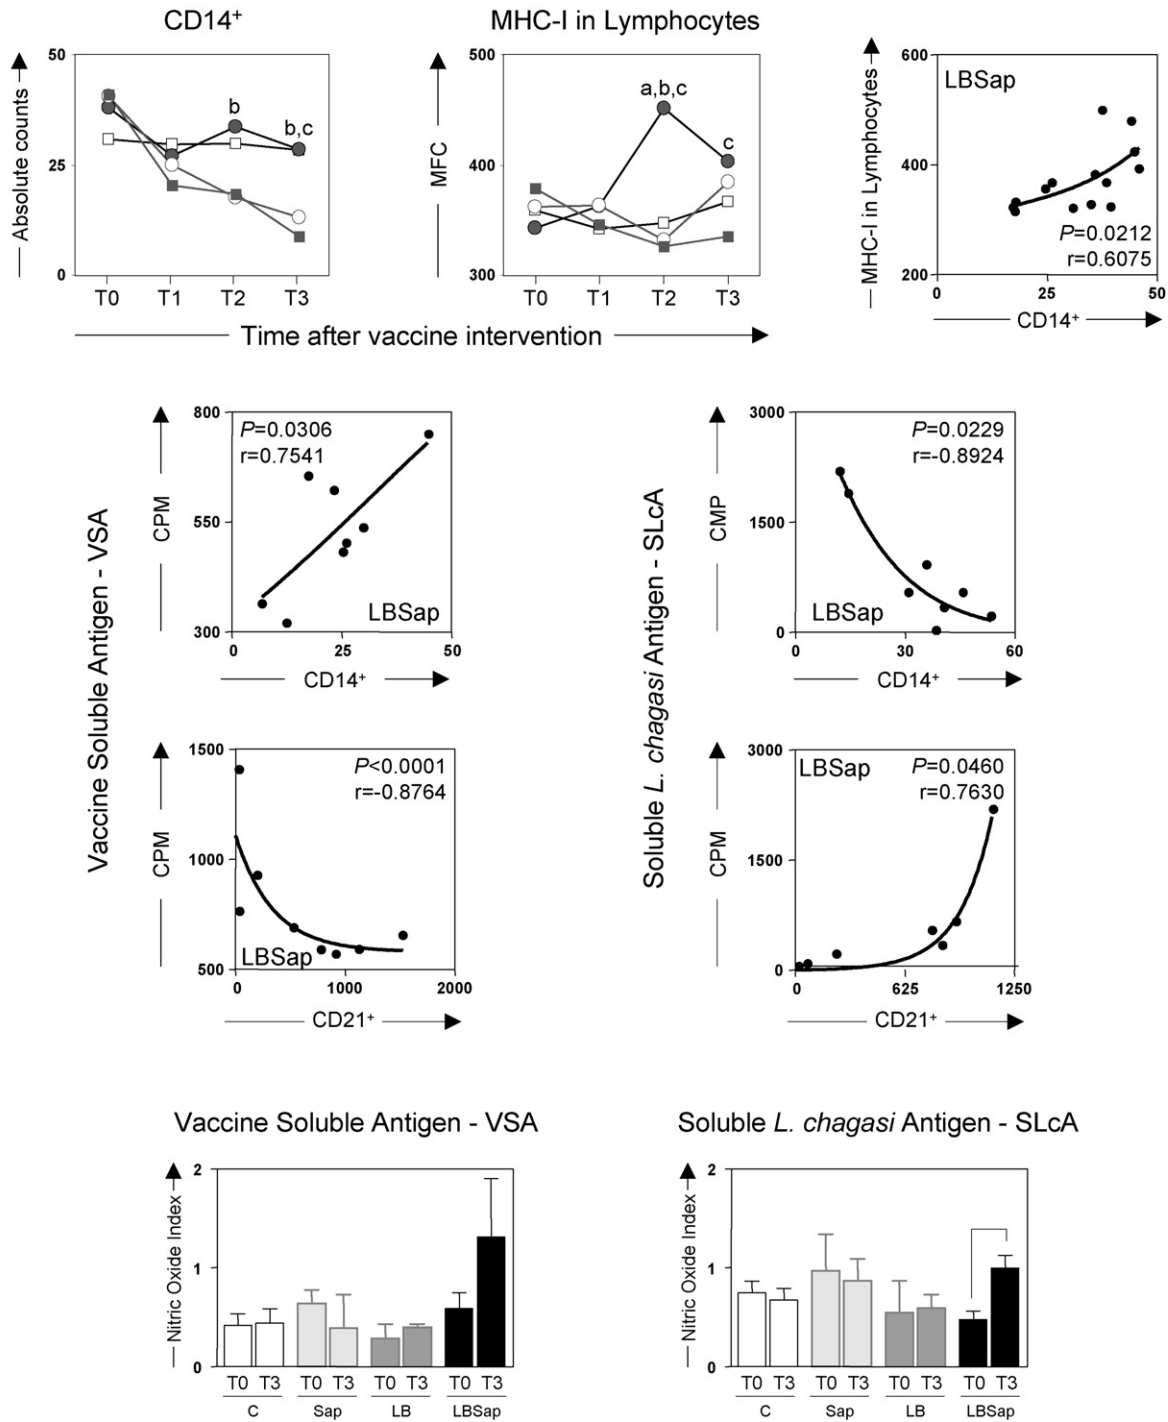 CD14+
MHC-I in Lymphocytes
Absolute counts
50
25
0
b
b,c
T0 T1 T2 T3
MFC
500
400
300
a,b,c
c
T0 T1 T2 T3
Time after vaccine intervention
MHC-I in Lymphocytes
600
400
200
LBSap
P=0.0212
r=0.6075
0 25 50
CD14+
Vaccine Soluble Antigen - VSA
CPM
800
550
300
P=0.0306
r=0.7541
LBSap
0 25 50
CD14+
Soluble L. chagasi Antigen - SLcA
CMP
3000
1500
0
P=0.0229
r=-0.8924
LBSap
0 30 60
CD14+
CPM
1500
1000
500
P<0.0001
r=-0.8764
LBSap
0 1000 2000
CD21+
CPM
3000
1500
0
LBSap
P=0.0460
r=0.7630
0 625 1250
CD21+
Vaccine Soluble Antigen - VSA
Nitric Oxide Index
2
1
0
T0 T3 T0 T3 T0 T3 T0 T3
C Sap LB LBSap
Soluble L. chagasi Antigen - SLcA
Nitric Oxide Index
2
1
0
T0 T3 T0 T3 T0 T3 T0 T3
C Sap LB LBSap